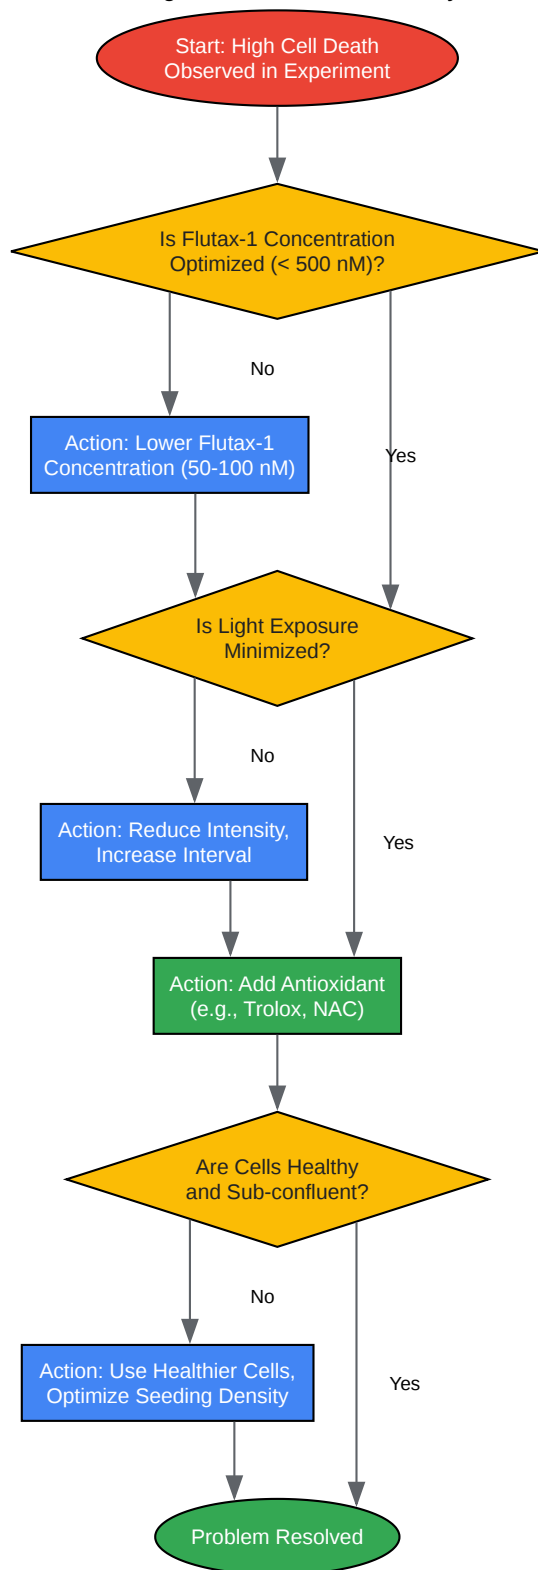 Start: High Cell Death
Observed in Experiment
Is Flutax-1 Concentration
Optimized (< 500 nM)?
No
Action: Lower Flutax-1
Concentration (50-100 nM)
Yes
Is Light Exposure
Minimized?
No
Action: Reduce Intensity,
Increase Interval
Yes
Action: Add Antioxidant
(e.g., Trolox, NAC)
Are Cells Healthy
and Sub-confluent?
No
Action: Use Healthier Cells,
Optimize Seeding Density
Yes
Problem Resolved